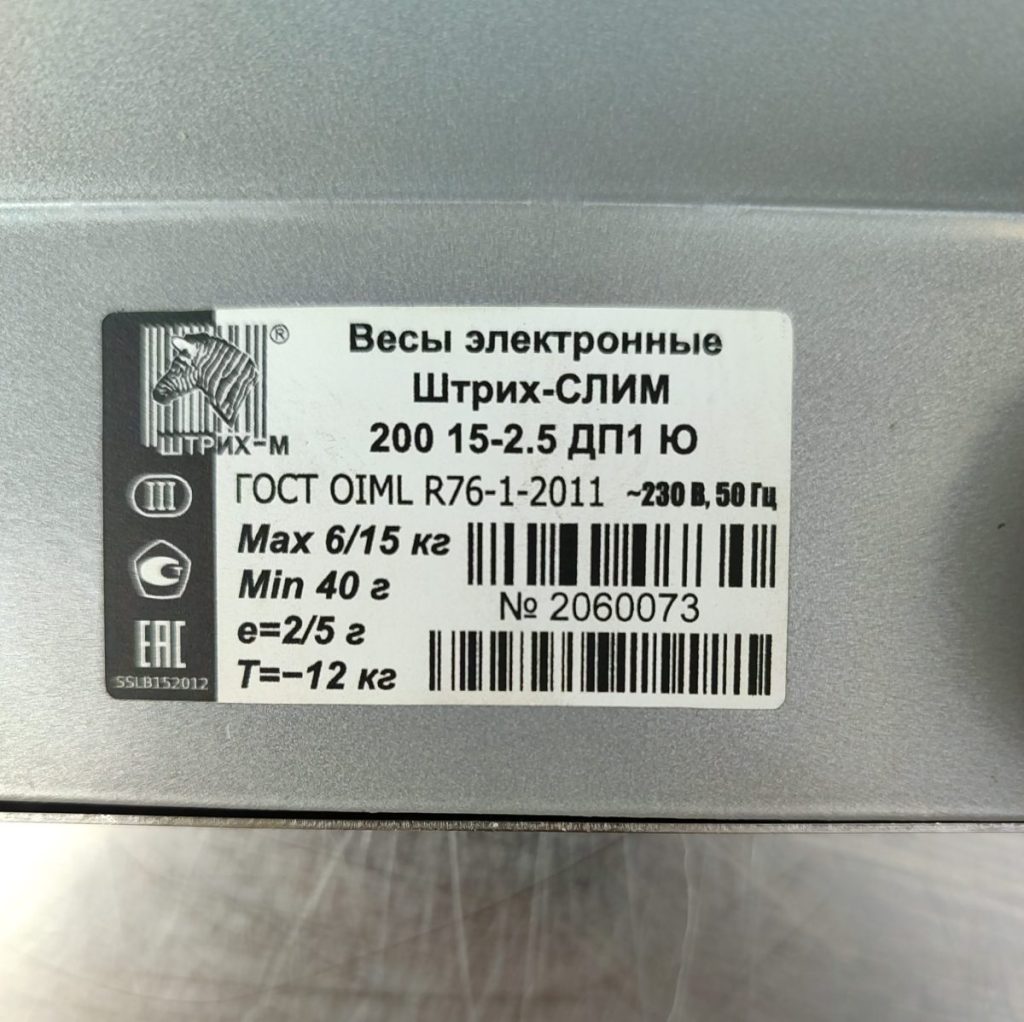 ®
ШТРИХ-М
Весы электронные
Штрих-СЛИМ
200 15-2.5 ДП1 Ю
ГОСТ OIML R76-1-2011 ~230 В, 50 Гц
III
Max 6/15 кг
Min 40 г
e=2/5 г
T=−12 кг
№ 2060073
ЕАС
SSLB152012